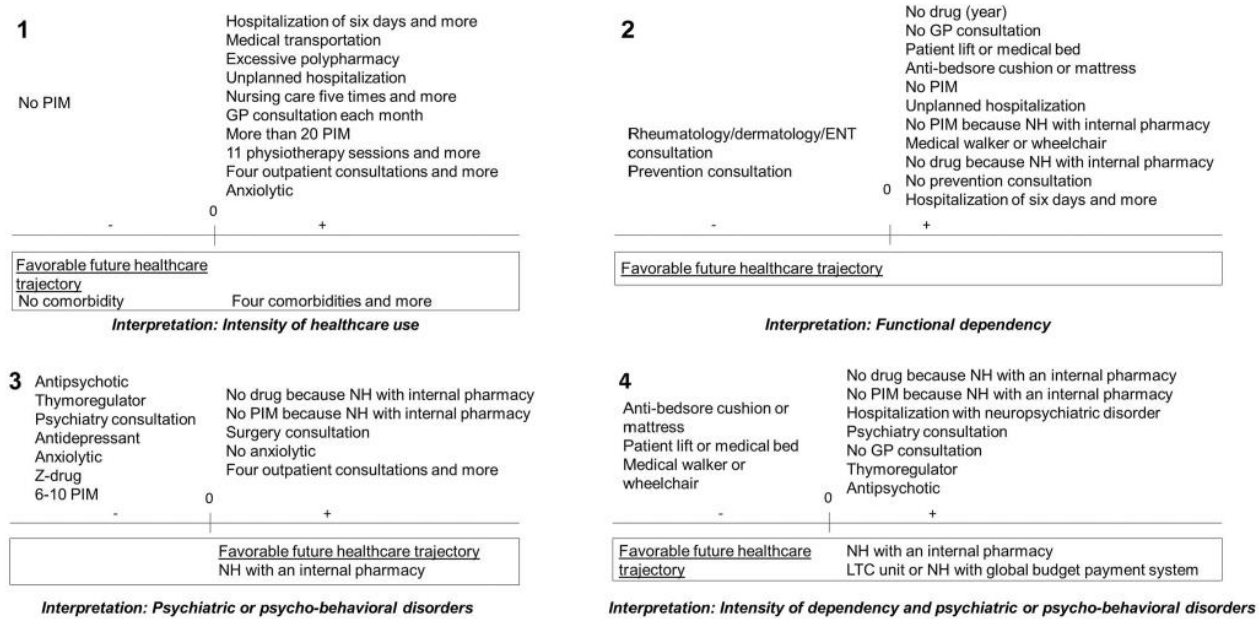 1
Hospitalization of six days and more
Medical transportation
Excessive polypharmacy
Unplanned hospitalization
Nursing care five times and more
GP consultation each month
More than 20 PIM
11 physiotherapy sessions and more
Four outpatient consultations and more
Anxiolytic
No PIM
0
- +
Favorable future healthcare
trajectory
No comorbidity Four comorbidities and more
Interpretation: Intensity of healthcare use
2
No drug (year)
No GP consultation
Patient lift or medical bed
Anti-bedsore cushion or mattress
No PIM
Unplanned hospitalization
No PIM because NH with internal pharmacy
Medical walker or wheelchair
No drug because NH with internal pharmacy
No prevention consultation
Hospitalization of six days and more
Rheumatology/dermatology/ENT
consultation
Prevention consultation
0
- +
Favorable future healthcare trajectory
Interpretation: Functional dependency
3
Antipsychotic
Thymoregulator
Psychiatry consultation
Antidepressant
Anxiolytic
Z-drug
6-10 PIM
No drug because NH with internal pharmacy
No PIM because NH with internal pharmacy
Surgery consultation
No anxiolytic
Four outpatient consultations and more
0
- +
Favorable future healthcare trajectory
NH with an internal pharmacy
Interpretation: Psychiatric or psycho-behavioral disorders
4
Anti-bedsore cushion or
mattress
Patient lift or medical bed
Medical walker or
wheelchair
No drug because NH with an internal pharmacy
No PIM because NH with an internal pharmacy
Hospitalization with neuropsychiatric disorder
Psychiatry consultation
No GP consultation
Thymoregulator
Antipsychotic
0
- +
Favorable future healthcare
trajectory
NH with an internal pharmacy
LTC unit or NH with global budget payment system
Interpretation: Intensity of dependency and psychiatric or psycho-behavioral disorders